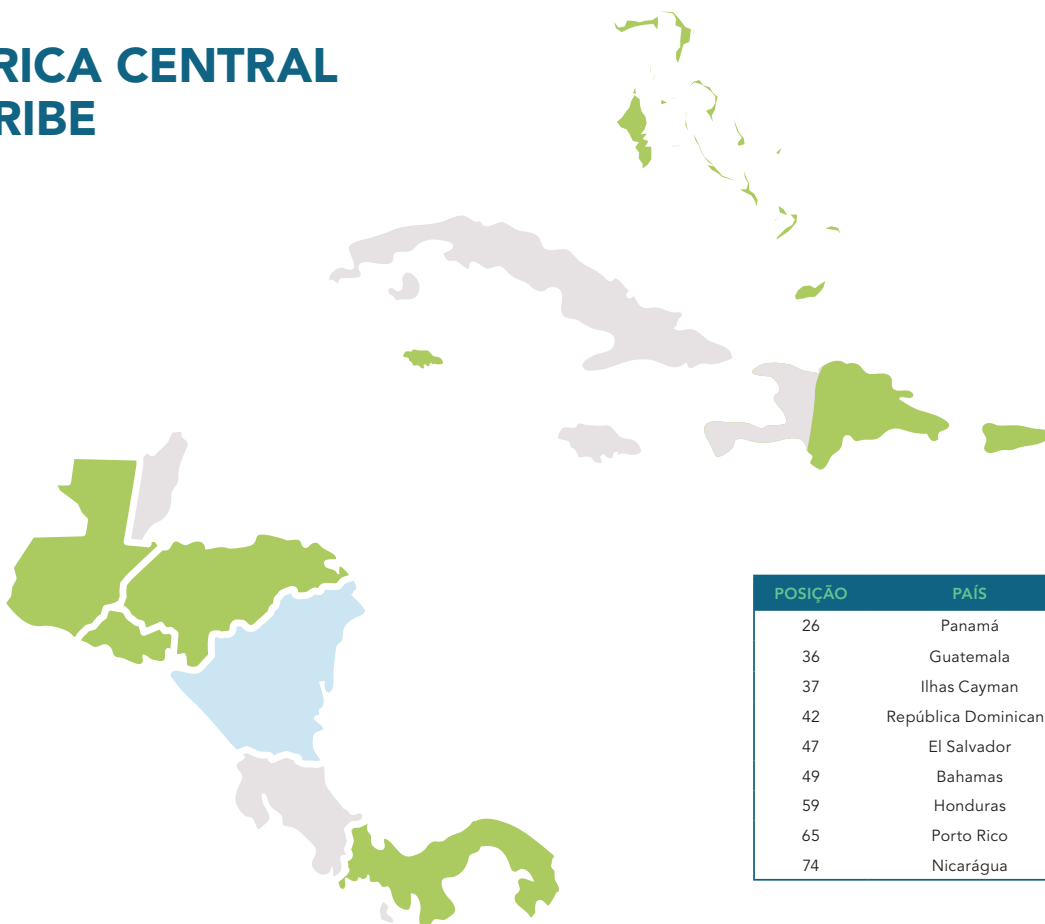 RICA CENTRAL
RIBE
POSIÇÃO PAÍS
26 Panamá
36 Guatemala
37 Ilhas Cayman
42 República Dominican
47 El Salvador
49 Bahamas
59 Honduras
65 Porto Rico
74 Nicarágua